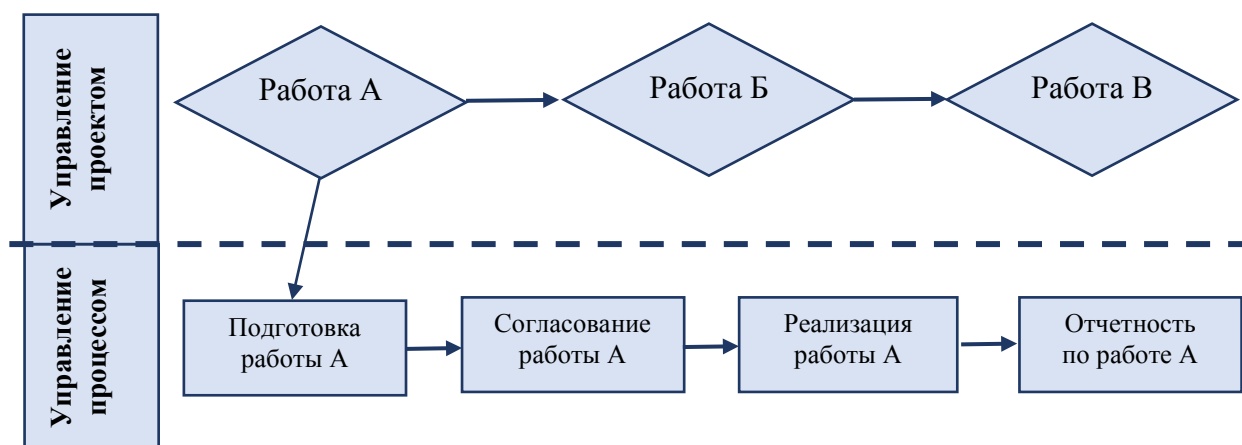 Управление
проектом
Работа А
Работа Б
Работа В
Управление
процессом
Подготовка
работы А
Согласование
работы А
Реализация
работы А
Отчетность
по работе А